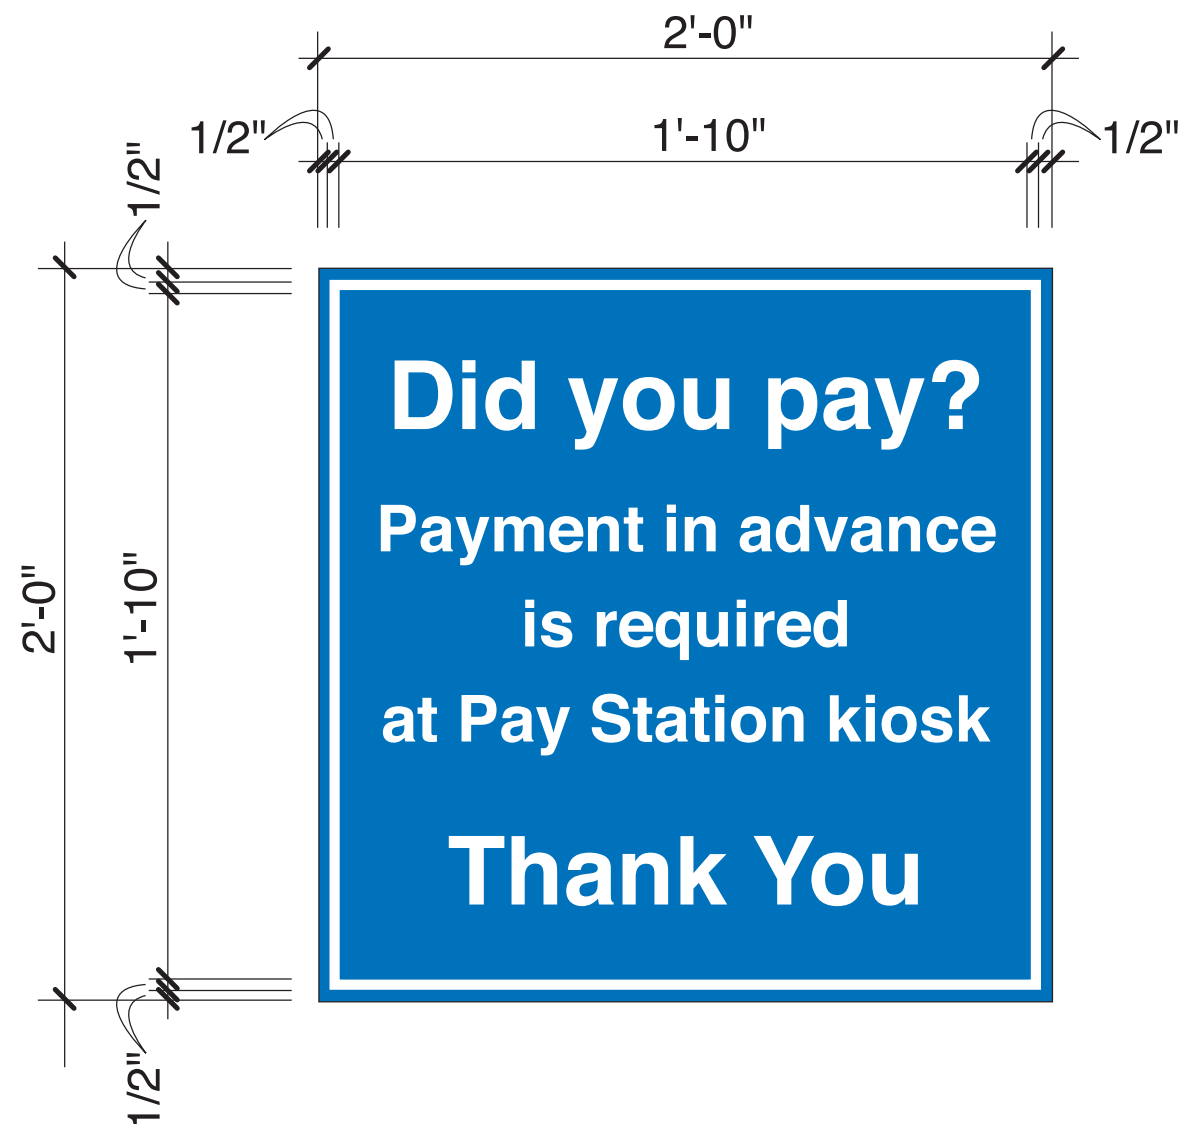 2'-0"
1/2"
1'-10"
1/2"
1/2"
2'-0"
1'-10"
Did you pay?
Payment in advance
is required
at Pay Station kiosk
Thank You
1/2"